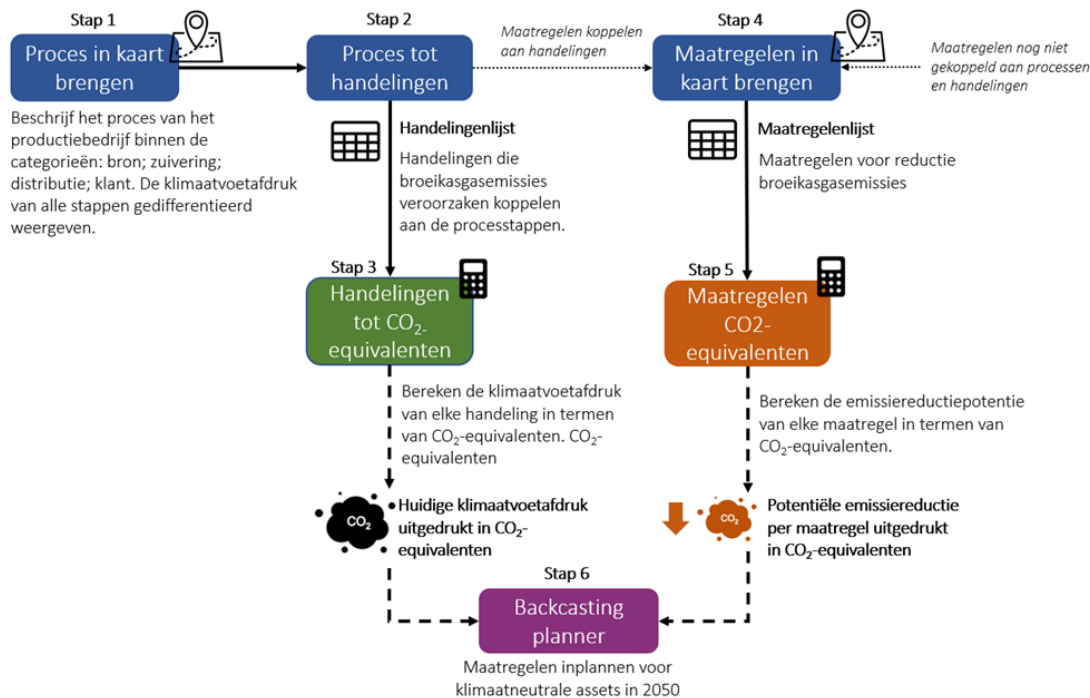 Stap 1
Proces in kaart
brengen
Beschrijf het proces van het
productiebedrijf binnen de
categorieën: bron; zuivering;
distributie; klant. De klimaatvoetafdruk
van alle stappen gedifferentieerd
weergeven.
Stap 2
Proces tot
handelingen
Maatregelen koppelen
aan handelingen
Stap 4
Maatregelen in
kaart brengen
Maatregelen nog niet
gekoppeld aan processen
en handelingen
Handelingenlijst
Handelingen die
broeikasgasemissies
veroorzaken koppelen
aan de processtappen.
Maatregelenlijst
Maatregelen voor reductie
broeikasgasemissies
Stap 3
Handelingen
tot CO₂-
equivalenten
Stap 5
Maatregelen
CO2-
equivalenten
Bereken de klimaatvoetafdruk
van elke handeling in termen
van CO₂-equivalenten. CO₂-
equivalenten
Bereken de emissiereductiepotentie
van elke maatregel in termen van
CO₂-equivalenten.
CO₂
Huidige klimaatvoetafdruk
uitgedrukt in CO₂-
equivalenten
CO₂
Potentiële emissiereductie
per maatregel uitgedrukt
in CO₂-equivalenten
Stap 6
Backcasting
planner
Maatregelen inplannen voor
klimaatneutrale assets in 2050